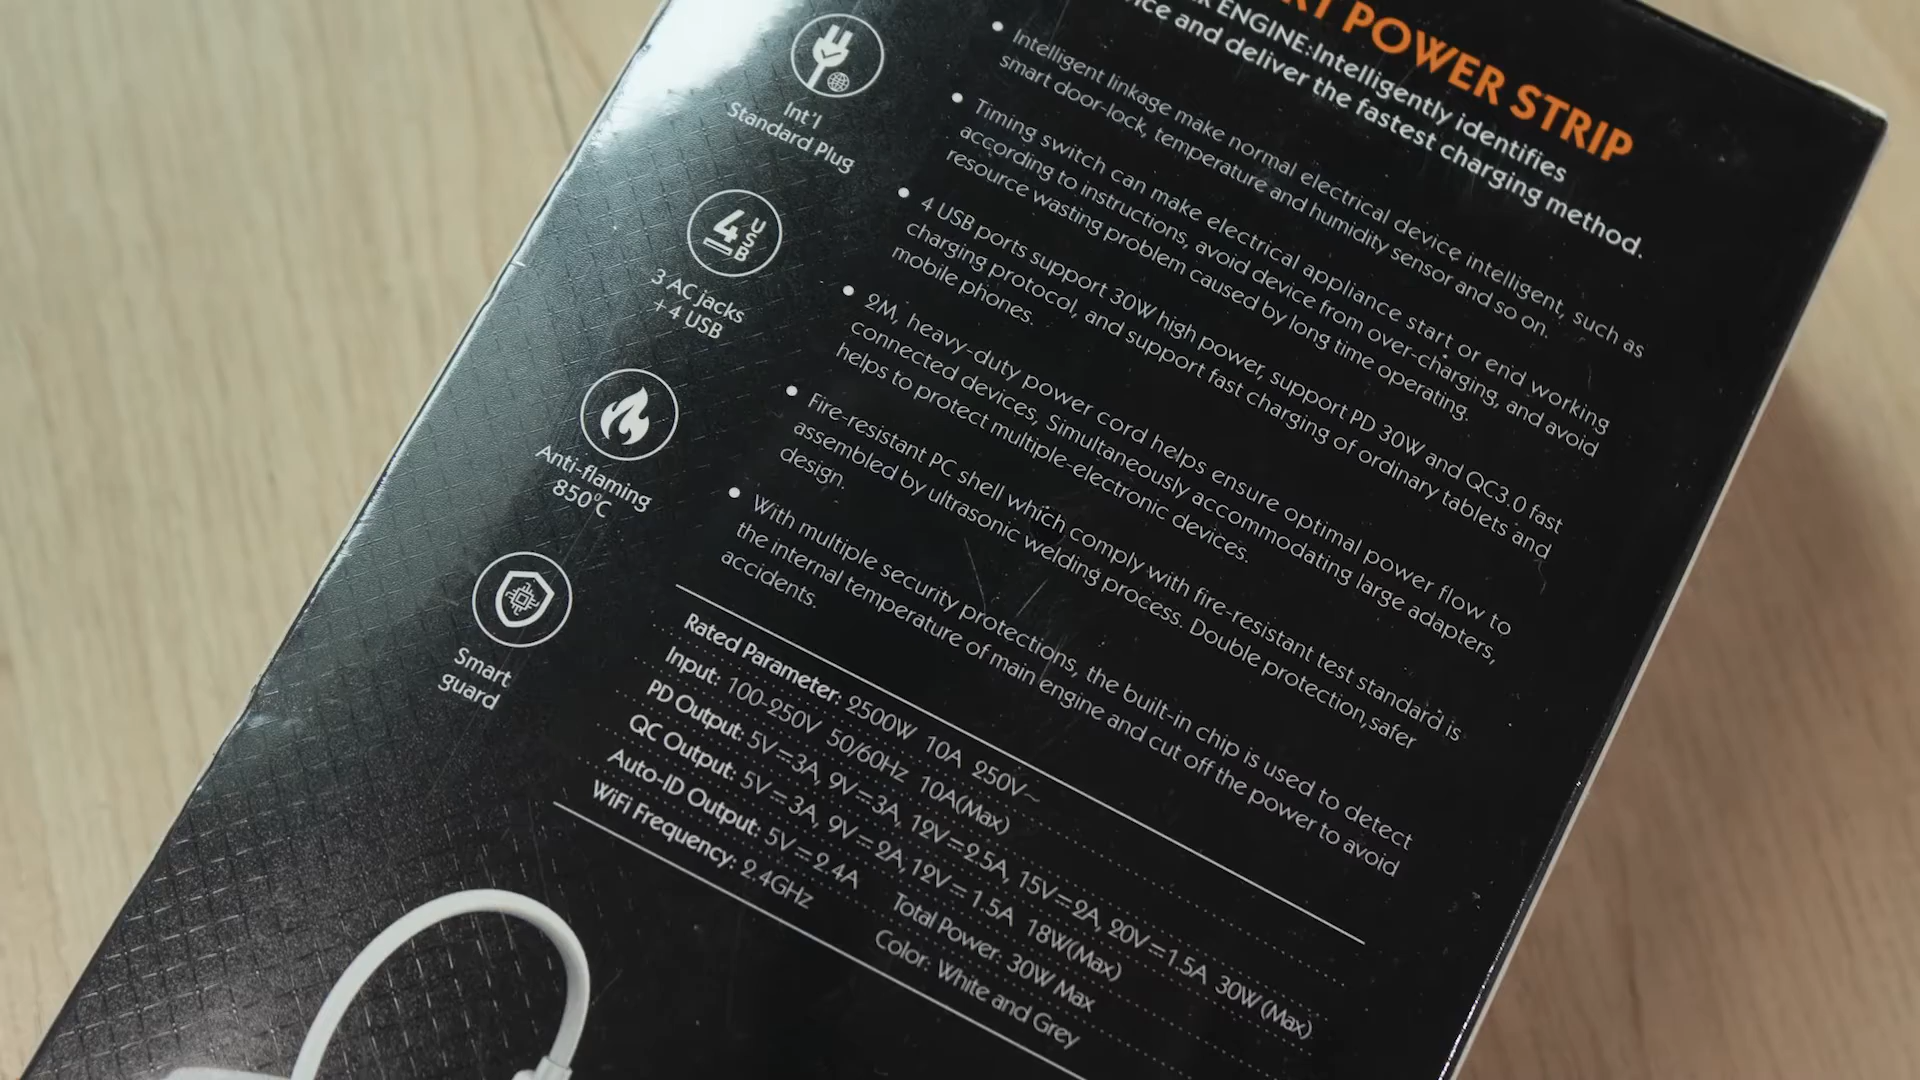 POWER STRIP
ENGINE:Intelligently identifies
and deliver the fastest charging method.
Intelligent linkage make normal electrical device intelligent, such as
smart door-lock, temperature and humidity sensor and so on.
Timing switch can make electrical appliance start or end working
according to instructions, avoid device from over-charging, and avoid
resource wasting problem caused by long time operating.
4 USB ports support 30W high power, support PD 30W and QC3.0 fast
charging protocol, and support fast charging of ordinary tablets and
mobile phones.
2M, heavy-duty power cord helps ensure optimal power flow to
connected devices, Simultaneously accommodating large adapters,
helps to protect multiple-electronic devices.
Fire-resistant PC shell which comply with fire-resistant test standard is
assembled by ultrasonic welding process. Double protection,safer
design.
With multiple security protections, the built-in chip is used to detect
the internal temperature of main engine and cut off the power to avoid
accidents.
Int'l
Standard Plug
4 USB
3 AC jacks
+ 4 USB
Anti-flaming
850°C
Smart
guard
Rated Parameter: 2500W 10A 250V~
Input: 100-250V 50/60Hz 10A(Max)
PD Output: 5V⎓3A, 9V⎓3A, 12V⎓2.5A, 15V⎓2A, 20V⎓1.5A 30W(Max)
QC Output: 5V⎓3A, 9V⎓2A,12V⎓1.5A 18W(Max)
Auto-ID Output: 5V⎓2.4A Total Power: 30W Max
WiFi Frequency: 2.4GHz Color: White and Grey